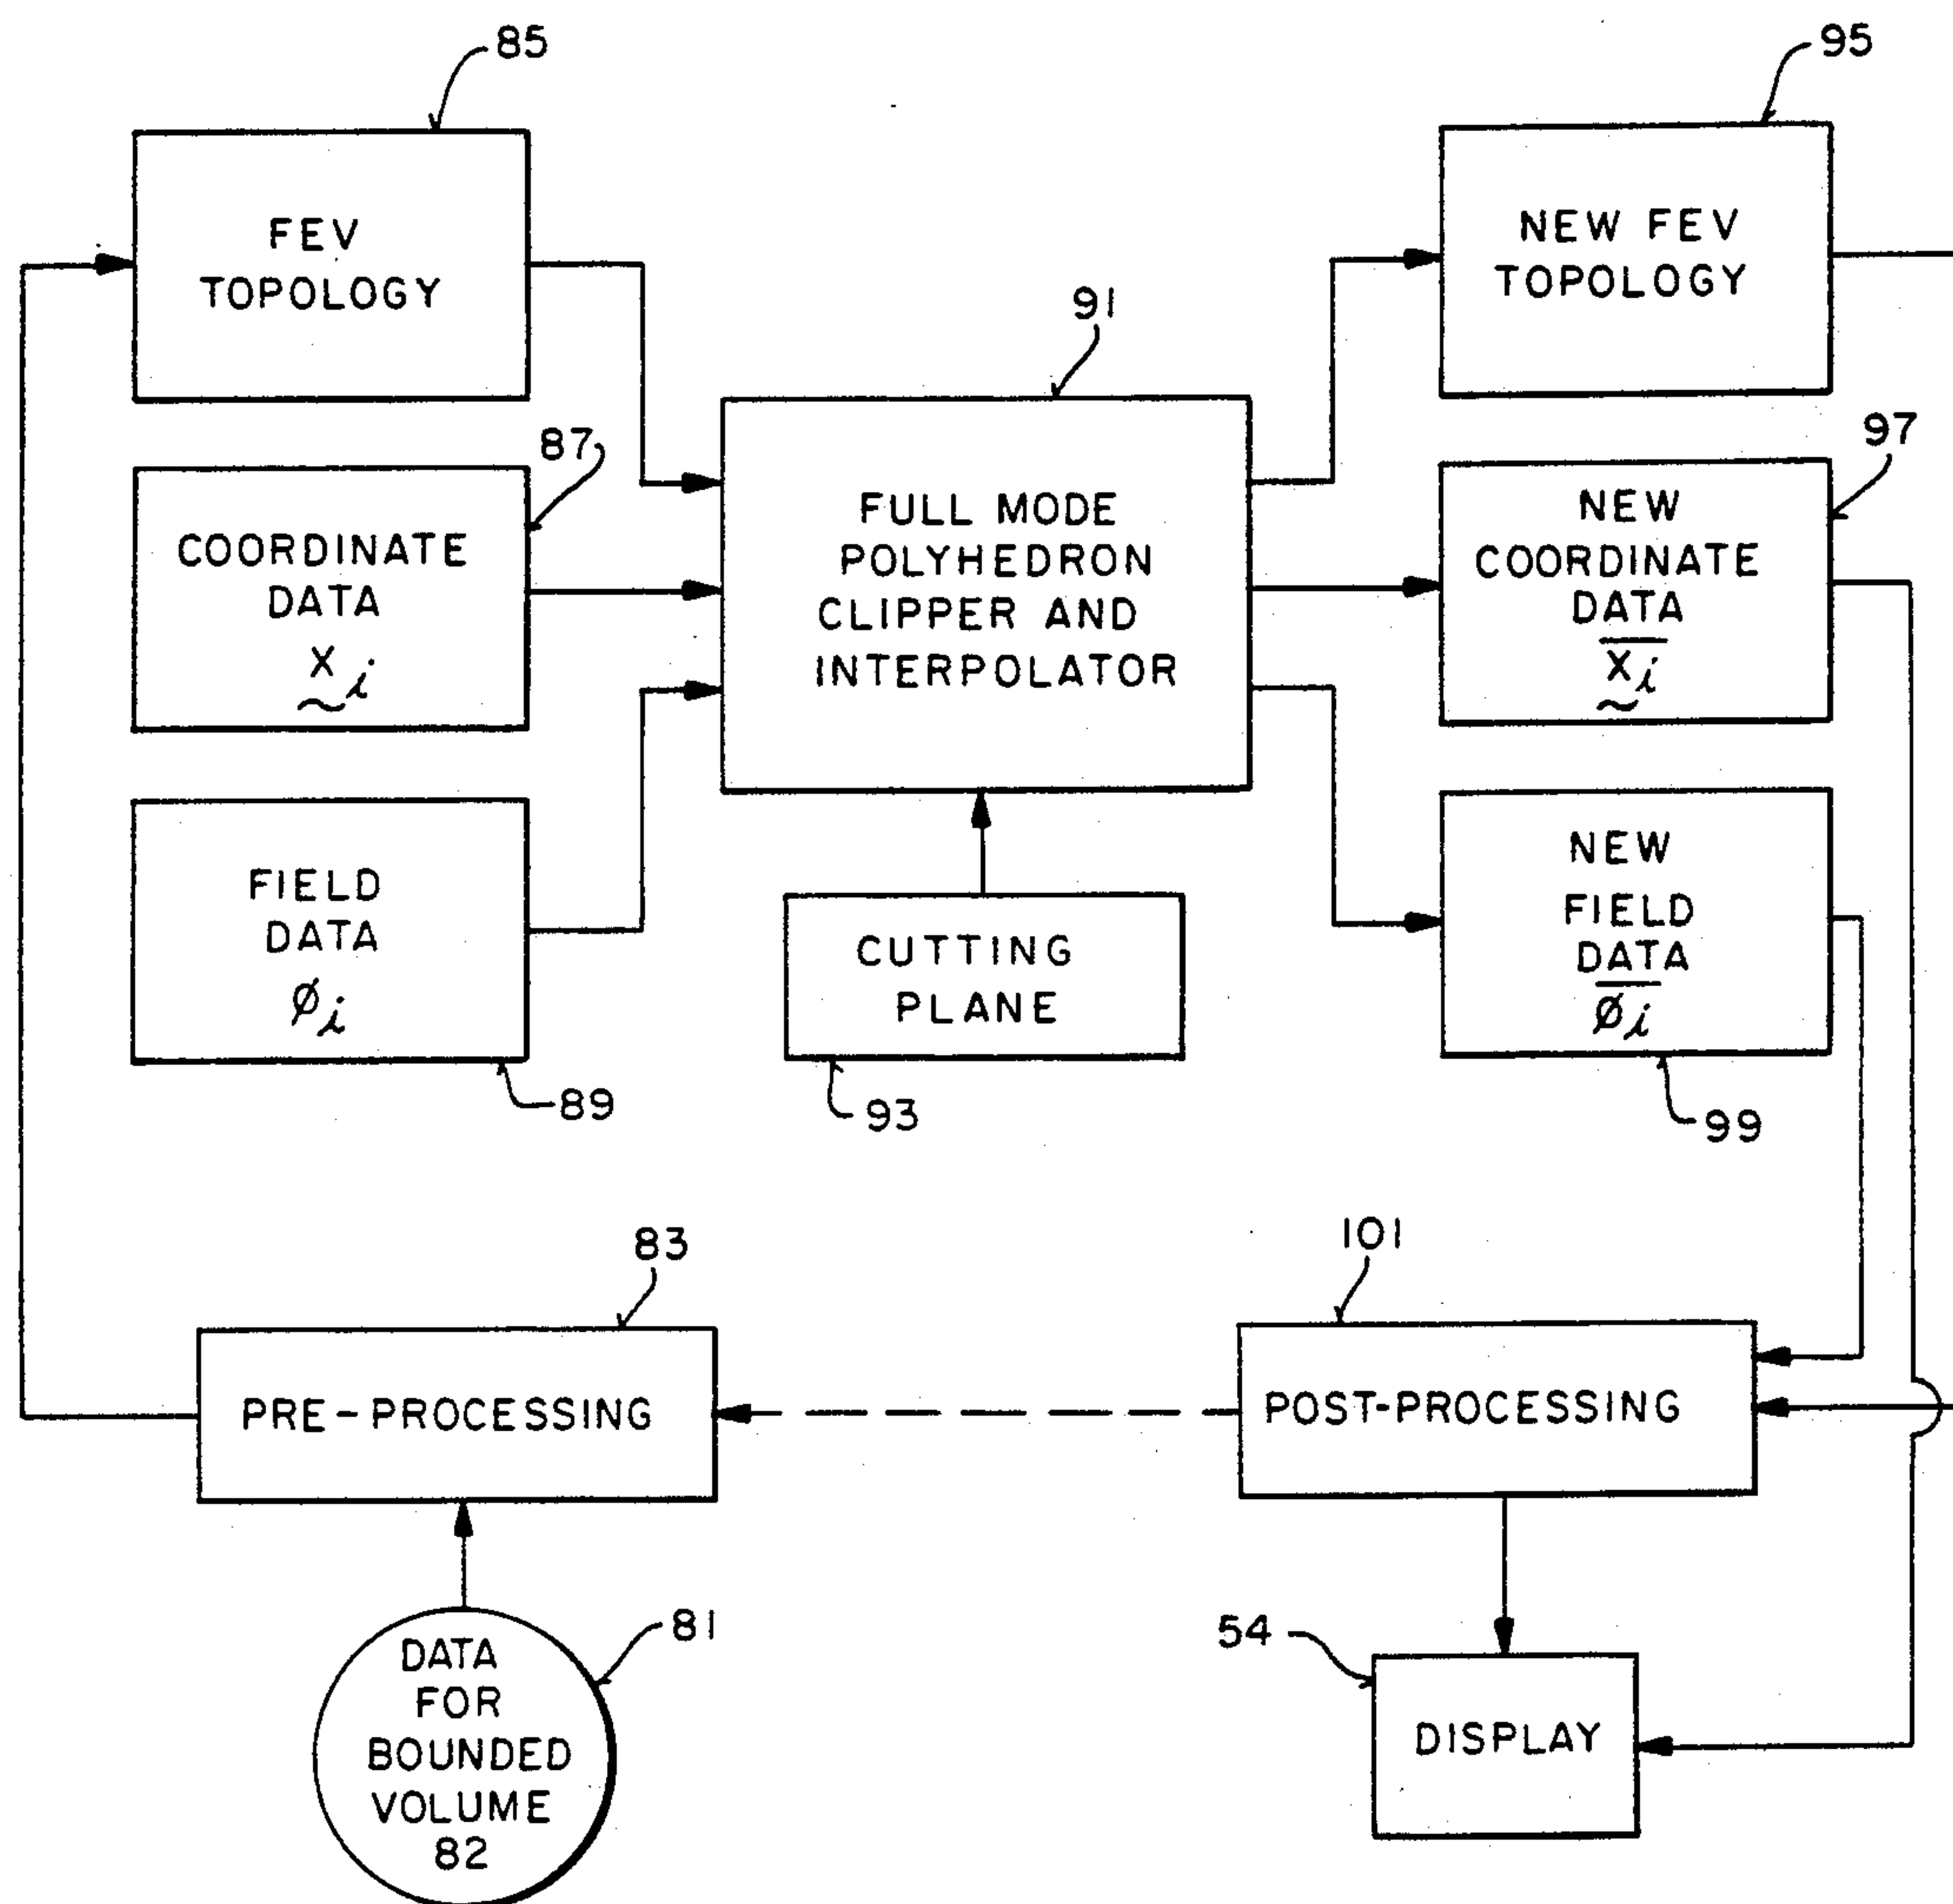 85
95
FEV
TOPOLOGY
NEW FEV
TOPOLOGY
91
87
97
COORDINATE
DATA
x i
FULL MODE
POLYHEDRON
CLIPPER AND
INTERPOLATOR
NEW
COORDINATE
DATA
x i
FIELD
DATA
Ø i
CUTTING
PLANE
NEW
FIELD
DATA
Ø i
89
93
99
83
101
PRE-PROCESSING
POST-PROCESSING
81
54
DATA
FOR
BOUNDED
VOLUME
82
DISPLAY